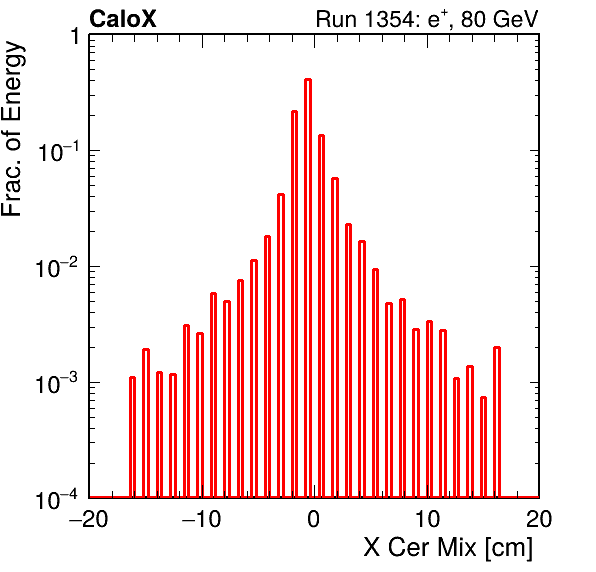 CaloX Run 1354: e⁺, 80 GeV
Frac. of Energy
1
10⁻¹
10⁻²
10⁻³
10⁻⁴
−20 −10 0 10 20
X Cer Mix [cm]